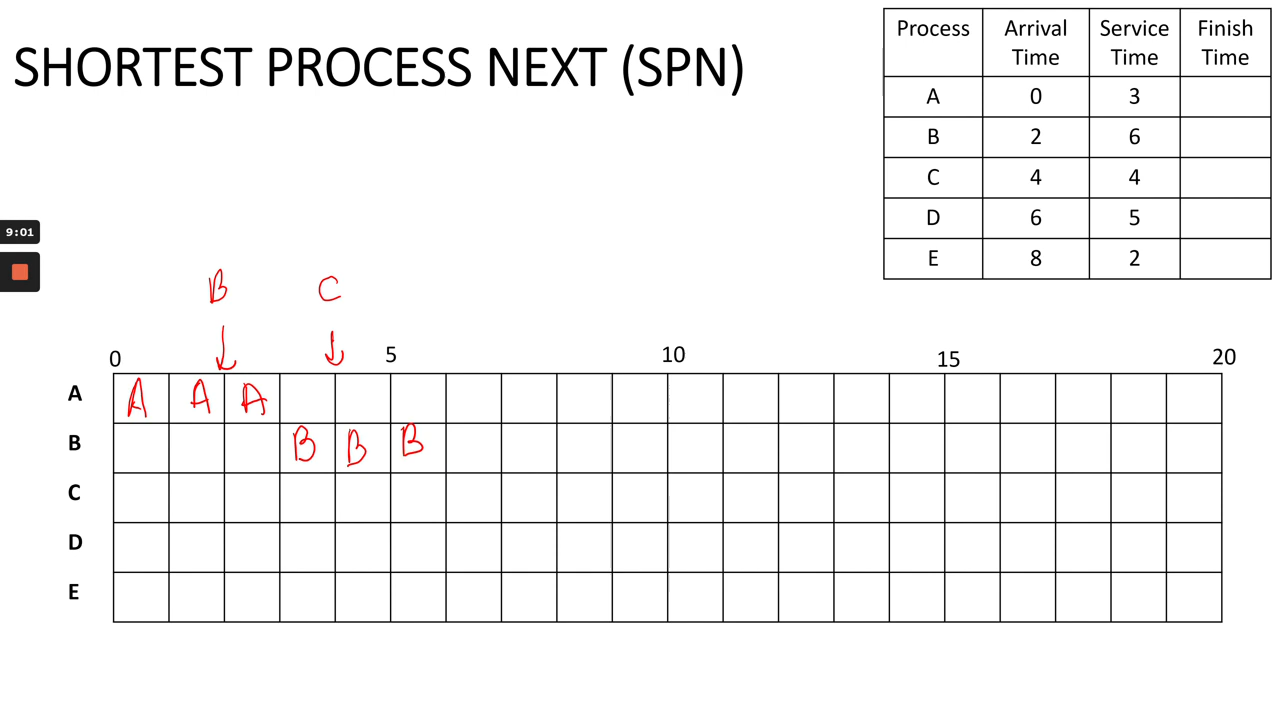 SHORTEST PROCESS NEXT (SPN)
Process Arrival Time Service Time Finish Time
A 0 3
B 2 6
C 4 4
D 6 5
E 8 2
9:01
B C
0 5 10 15 20
A A A A
B B B B
C
D
E